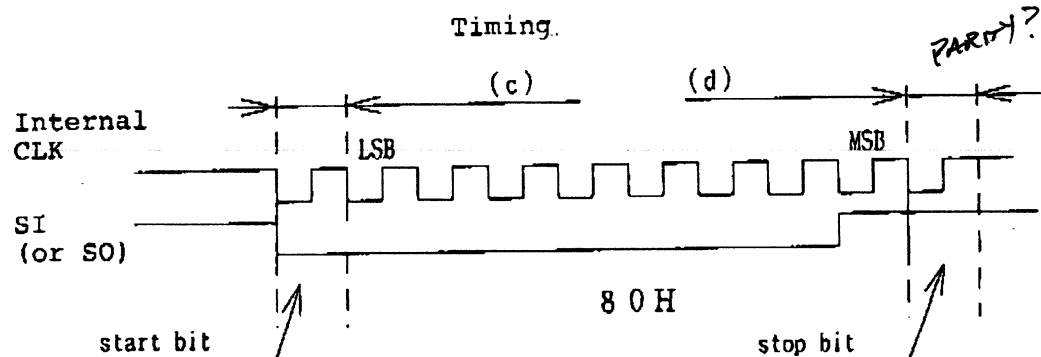 Timing.
PARITY?
(c) (d)
Internal
CLK
LSB MSB
SI
(or SO)
80H
start bit stop bit